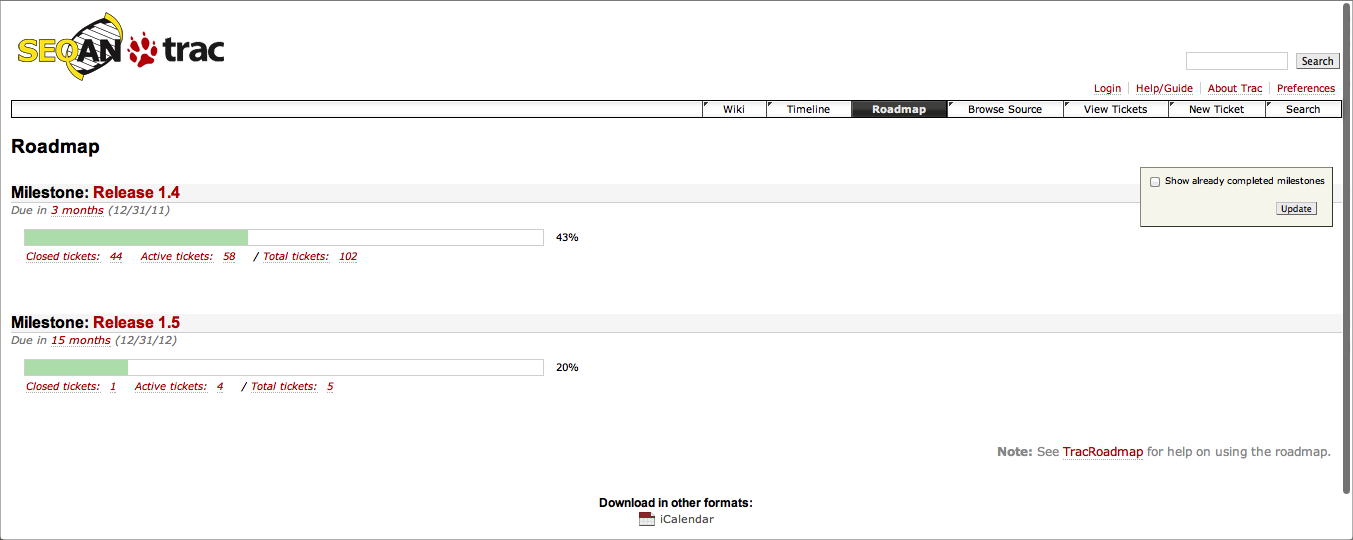 SEQAN trac
Search
Login Help/Guide About Trac Preferences
Wiki Timeline Roadmap Browse Source View Tickets New Ticket Search
Roadmap
Show already completed milestones
Update
Milestone: Release 1.4
Due in 3 months (12/31/11)
43%
Closed tickets: 44 Active tickets: 58 / Total tickets: 102
Milestone: Release 1.5
Due in 15 months (12/31/12)
20%
Closed tickets: 1 Active tickets: 4 / Total tickets: 5
Note: See TracRoadmap for help on using the roadmap.
Download in other formats:
iCalendar